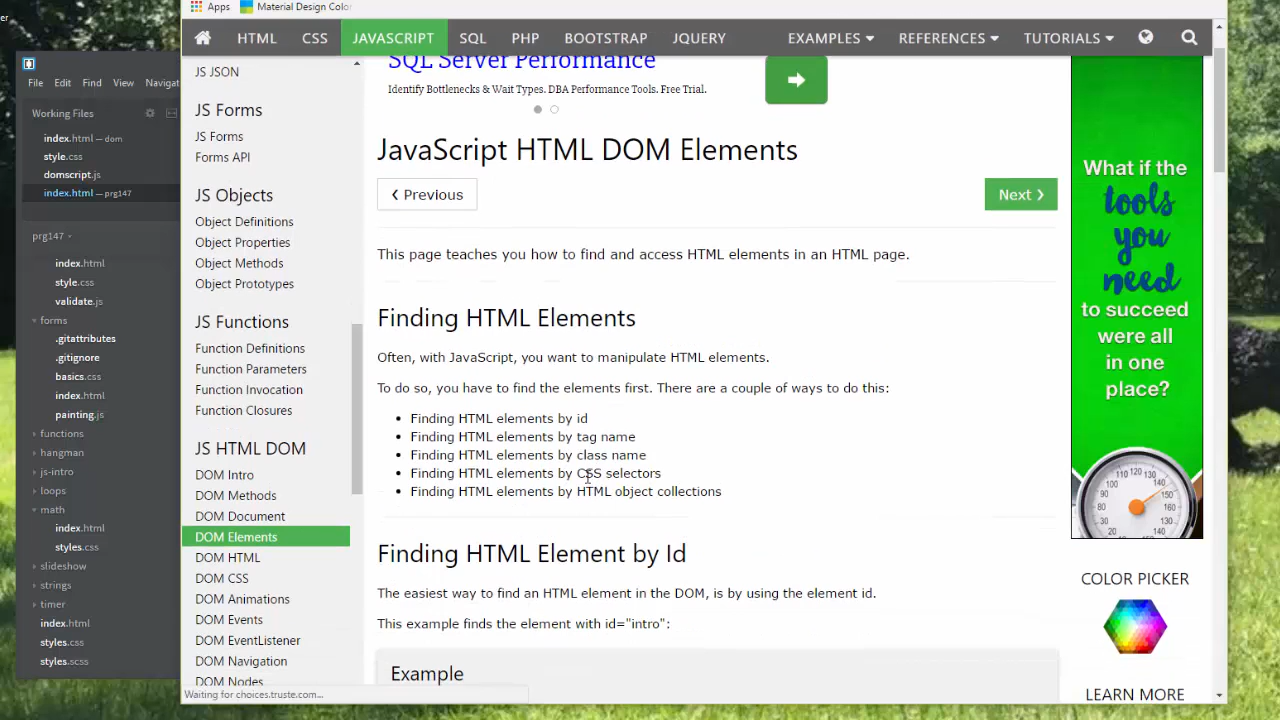 Apps
Material Design Color
HTML
CSS
JAVASCRIPT
SQL
PHP
BOOTSTRAP
JQUERY
EXAMPLES
REFERENCES
TUTORIALS
File
Edit
Find
View
Navigat
Working Files
index.html — dom
style.css
domscript.js
index.html — prg147
prg147
index.html
style.css
validate.js
forms
.gitattributes
.gitignore
basics.css
index.html
painting.js
functions
hangman
js-intro
loops
math
index.html
styles.css
slideshow
strings
timer
index.html
styles.css
styles.scss
JS JSON
JS Forms
JS Forms
Forms API
JS Objects
Object Definitions
Object Properties
Object Methods
Object Prototypes
JS Functions
Function Definitions
Function Parameters
Function Invocation
Function Closures
JS HTML DOM
DOM Intro
DOM Methods
DOM Document
DOM Elements
DOM HTML
DOM CSS
DOM Animations
DOM Events
DOM EventListener
DOM Navigation
DOM Nodes
Waiting for choices.truste.com...
SQL Server Performance
Identify Bottlenecks & Wait Types. DBA Performance Tools. Free Trial.
JavaScript HTML DOM Elements
❮ Previous
Next ❯
This page teaches you how to find and access HTML elements in an HTML page.
Finding HTML Elements
Often, with JavaScript, you want to manipulate HTML elements.
To do so, you have to find the elements first. There are a couple of ways to do this:
• Finding HTML elements by id
• Finding HTML elements by tag name
• Finding HTML elements by class name
• Finding HTML elements by CSS selectors
• Finding HTML elements by HTML object collections
Finding HTML Element by Id
The easiest way to find an HTML element in the DOM, is by using the element id.
This example finds the element with id="intro":
Example
What if the
tools
you
need
to succeed
were all
in one
place?
COLOR PICKER
LEARN MORE